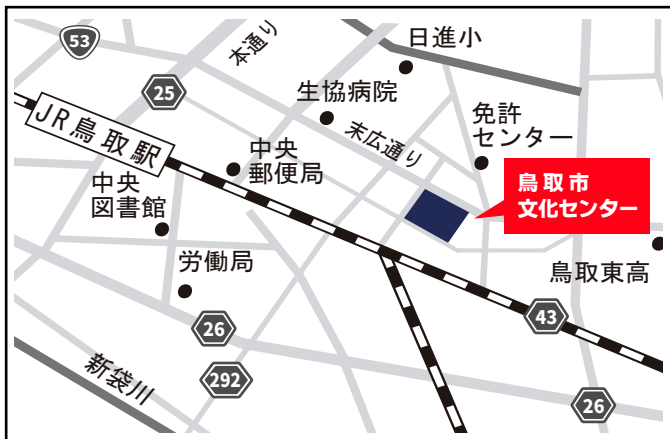 日進小
53
本通り
25
生協病院
免許
センター
末広通り
JR鳥取駅
中央
郵便局
鳥取市
文化センター
中央
図書館
労働局
鳥取東高
43
26
292
新袋川
26